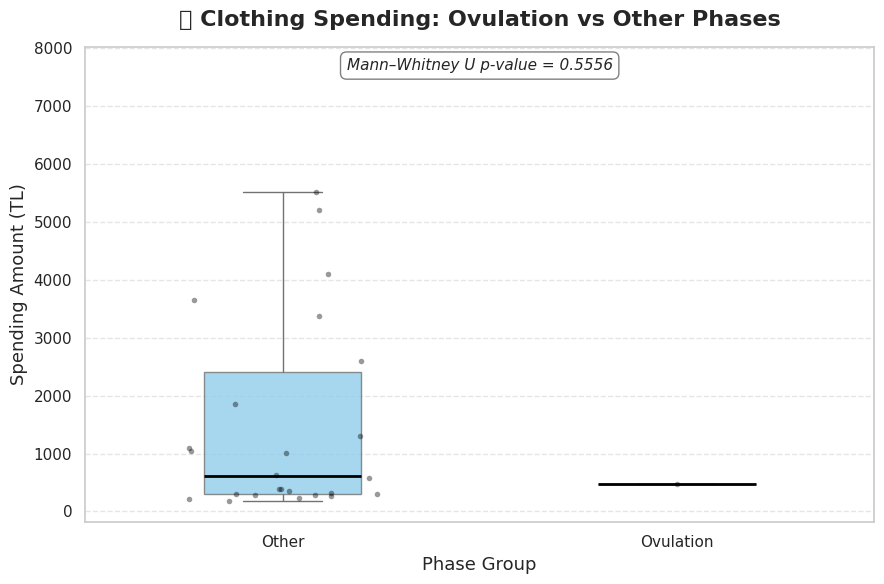 Clothing Spending: Ovulation vs Other Phases
Mann–Whitney U p-value = 0.5556
8000
7000
6000
5000
4000
3000
2000
1000
0
Spending Amount (TL)
Other
Ovulation
Phase Group